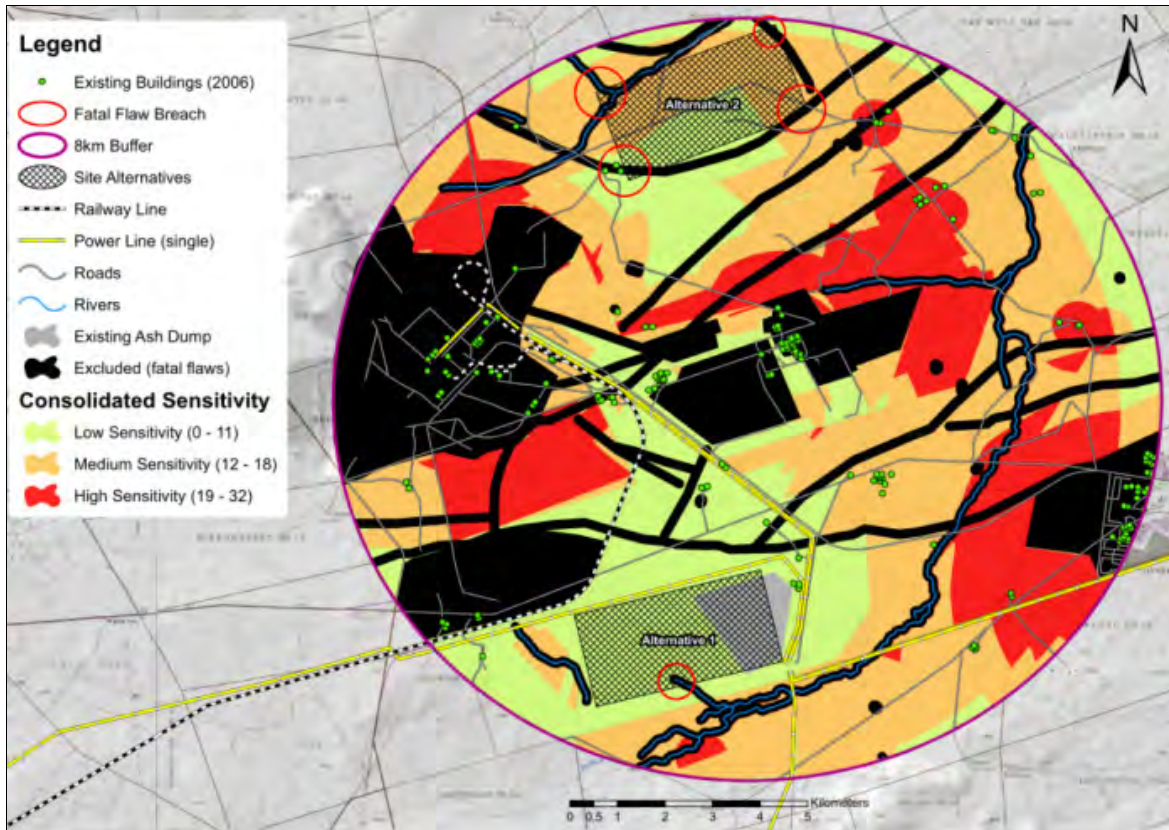 Legend
Existing Buildings (2006)
Fatal Flaw Breach
8km Buffer
Site Alternatives
Railway Line
Power Line (single)
Roads
Rivers
Existing Ash Dump
Excluded (fatal flaws)
Consolidated Sensitivity
Low Sensitivity (0 - 11)
Medium Sensitivity (12 - 18)
High Sensitivity (19 - 32)
N
Alternative 2
Alternative 1
Kilometers
0 0.5 1 2 3 4 5